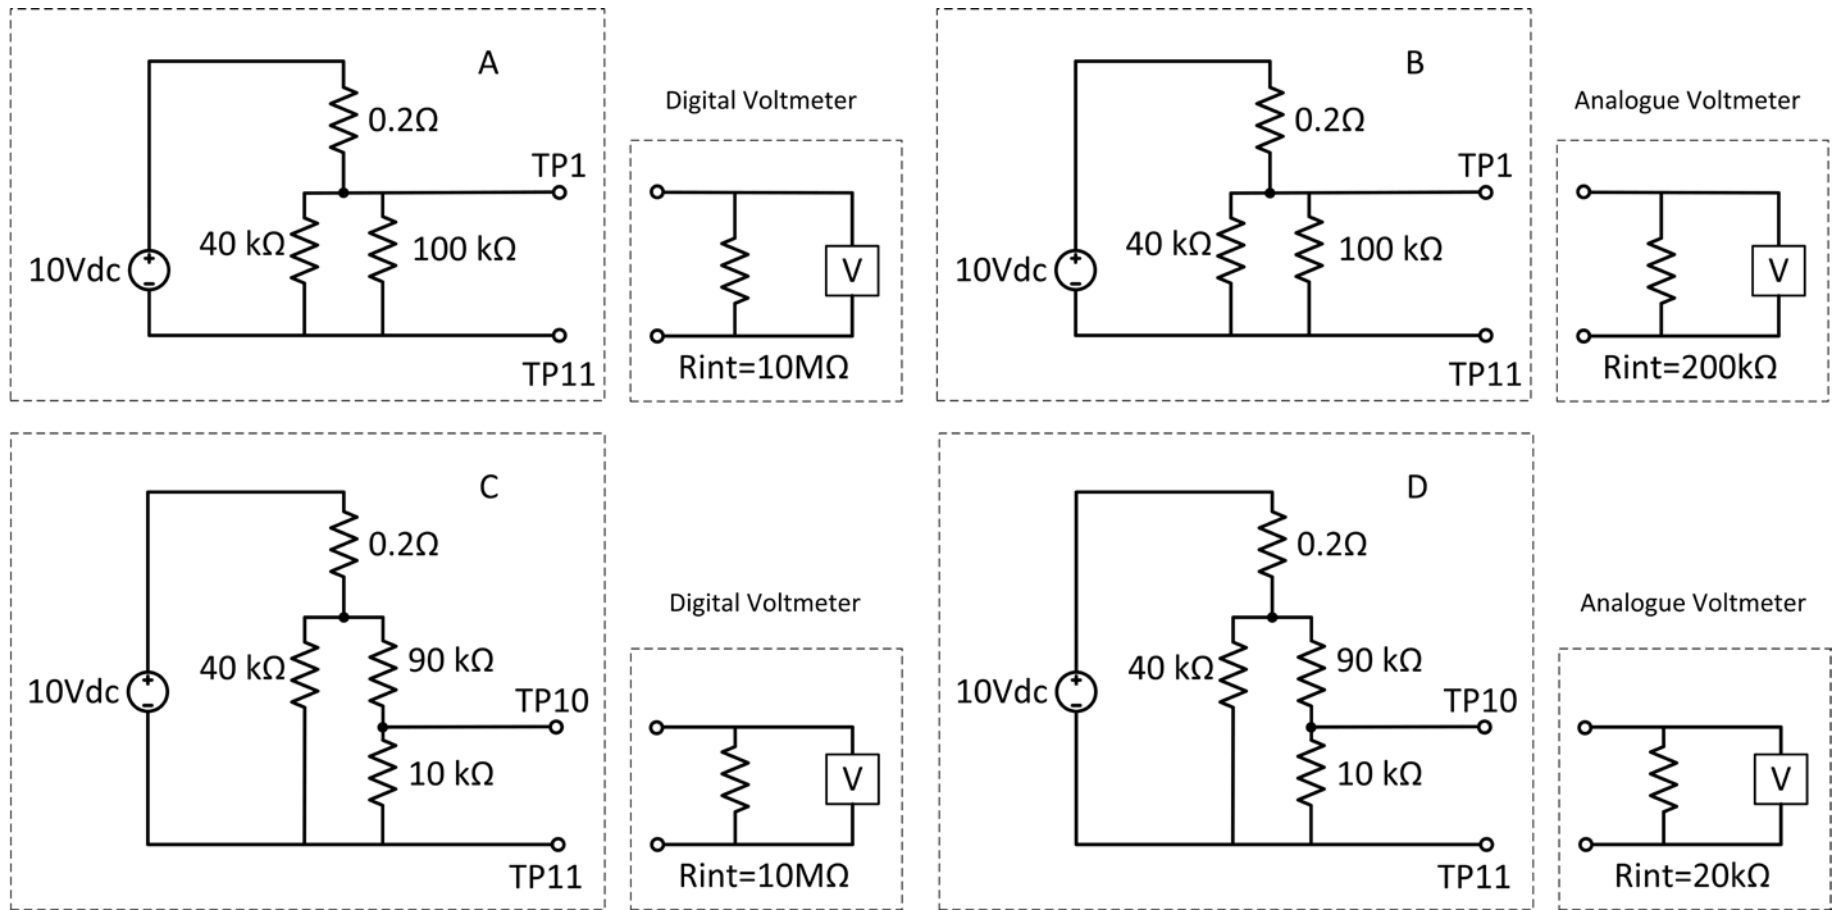 A
0.2Ω
TP1
40 kΩ
100 kΩ
10Vdc
TP11
Digital Voltmeter
V
Rint=10MΩ
B
0.2Ω
TP1
40 kΩ
100 kΩ
10Vdc
TP11
Analogue Voltmeter
V
Rint=200kΩ
C
0.2Ω
40 kΩ
90 kΩ
10Vdc
TP10
10 kΩ
TP11
Digital Voltmeter
V
Rint=10MΩ
D
0.2Ω
40 kΩ
90 kΩ
10Vdc
TP10
10 kΩ
TP11
Analogue Voltmeter
V
Rint=20kΩ